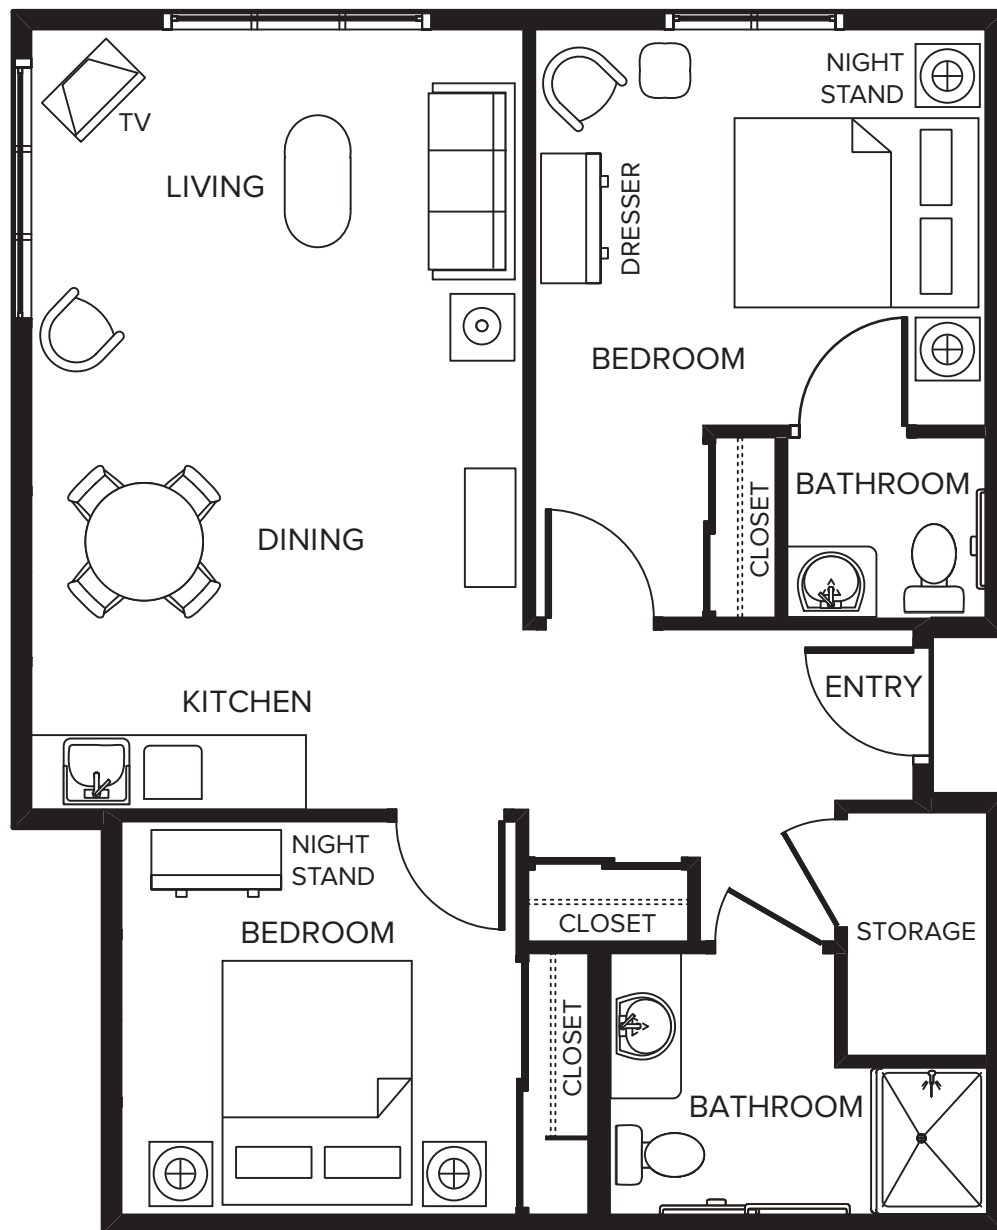 NIGHT
STAND
TV
LIVING
DRESSER
BEDROOM
BATHROOM
CLOSET
DINING
ENTRY
KITCHEN
NIGHT
STAND
BEDROOM
CLOSET
STORAGE
CLOSET
BATHROOM